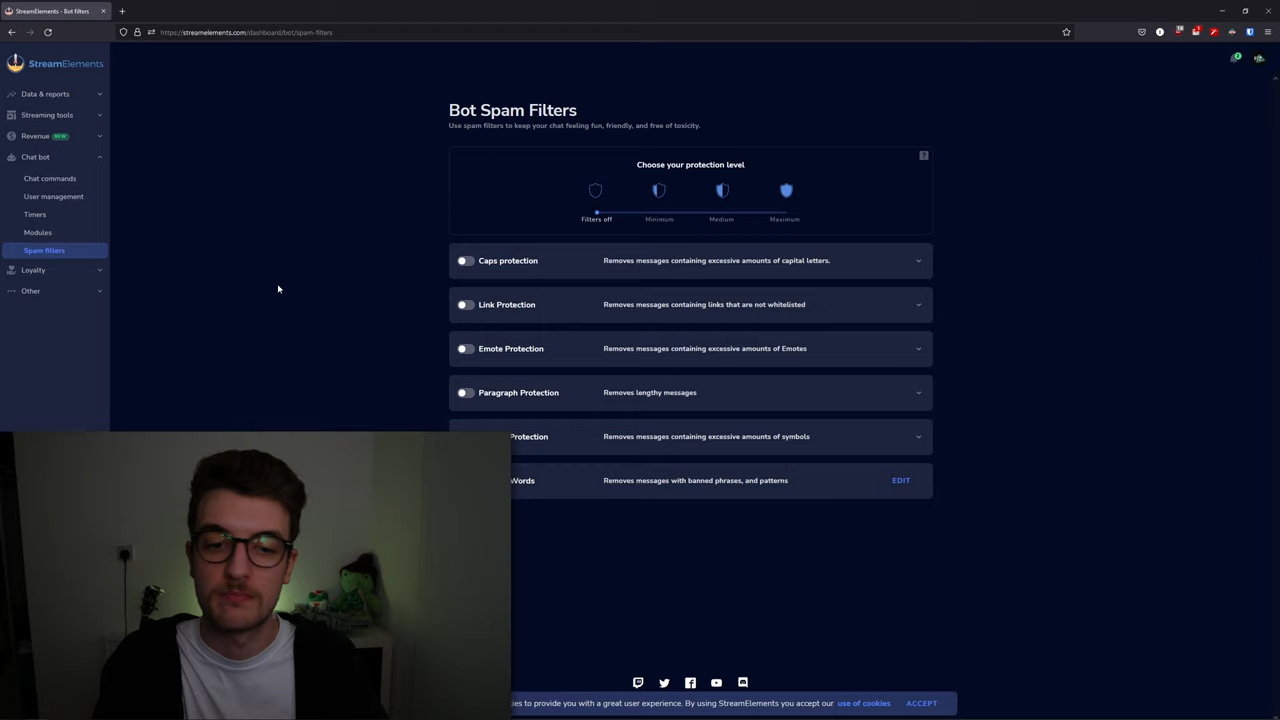 StreamElements - Bot filters
https://streamelements.com/dashboard/bot/spam-filters
StreamElements
2
Data & reports
Streaming tools
Revenue NEW
Chat bot
Chat commands
User management
Timers
Modules
Spam filters
Loyalty
Other
Bot Spam Filters
Use spam filters to keep your chat feeling fun, friendly, and free of toxicity.
Choose your protection level
?
Filters off
Minimum
Medium
Maximum
Caps protection
Removes messages containing excessive amounts of capital letters.
Link Protection
Removes messages containing links that are not whitelisted
Emote Protection
Removes messages containing excessive amounts of Emotes
Paragraph Protection
Removes lengthy messages
Protection
Removes messages containing excessive amounts of symbols
Words
Removes messages with banned phrases, and patterns
EDIT
to provide you with a great user experience. By using StreamElements you accept our use of cookies ACCEPT